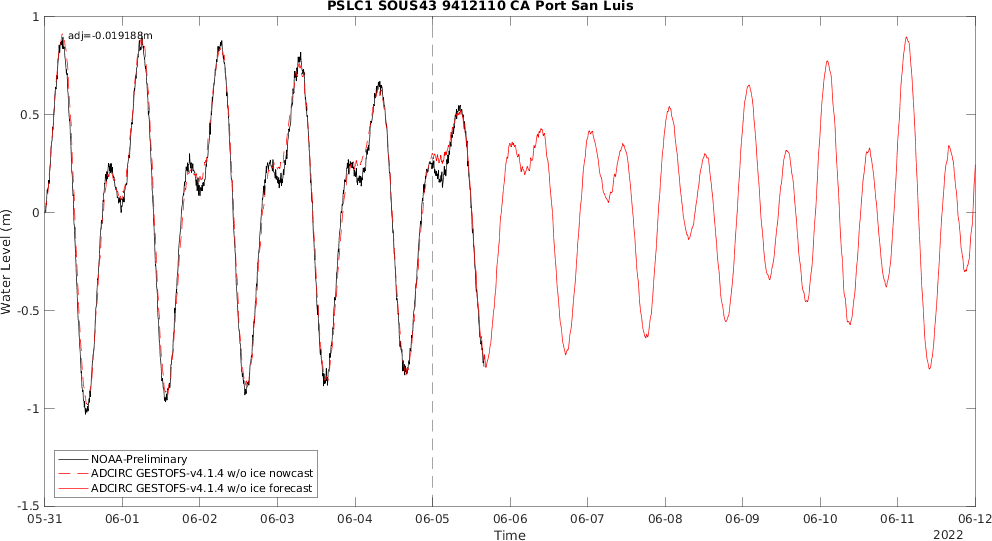 PSLC1 SOUS43 9412110 CA Port San Luis
adj=-0.019188m
1
0.5
0
-0.5
-1
-1.5
Water Level (m)
NOAA-Preliminary
ADCIRC GESTOFS-v4.1.4 w/o ice nowcast
ADCIRC GESTOFS-v4.1.4 w/o ice forecast
05-31 06-01 06-02 06-03 06-04 06-05 06-06 06-07 06-08 06-09 06-10 06-11 06-12
Time
2022